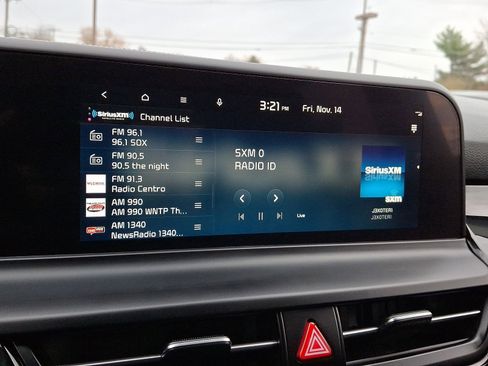 3:21 PM
Fri, Nov. 14
SiriusXM
Channel List
FM 96.1
96.1 SOX
FM 90.5
90.5 the night
FM 91.3
Radio Centro
AM 990
AM 990 WNTP Th...
AM 1340
NewsRadio 1340...
SXM 0
RADIO ID
Live
SiriusXM
sxm
J3XOTERI
J3XOTERI